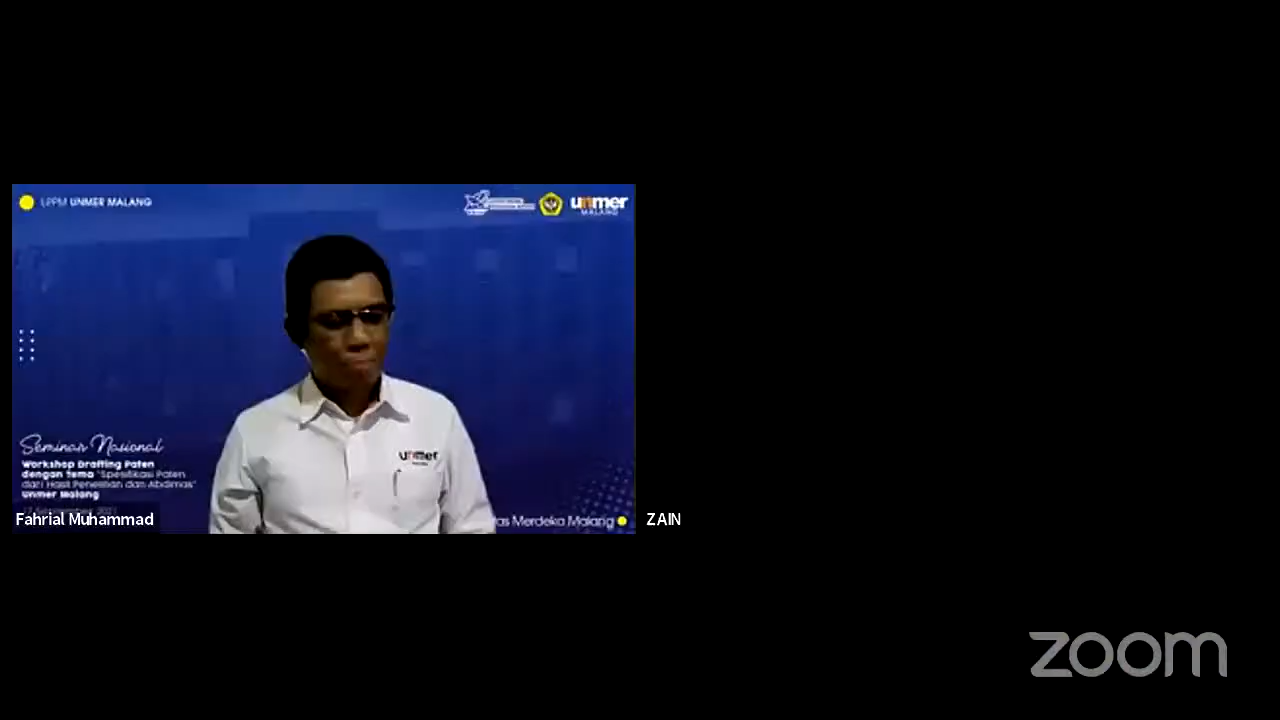 LPPM UNMER MALANG
unmer
MALANG
unmer
Seminar Nasional
Workshop Drafting Paten
dengan tema "Spesifikasi Paten
dari Hasil Penelitian dan Abdimas"
Unmer Malang
Fahrial Muhammad
as Merdeka Malang
ZAIN
zoom